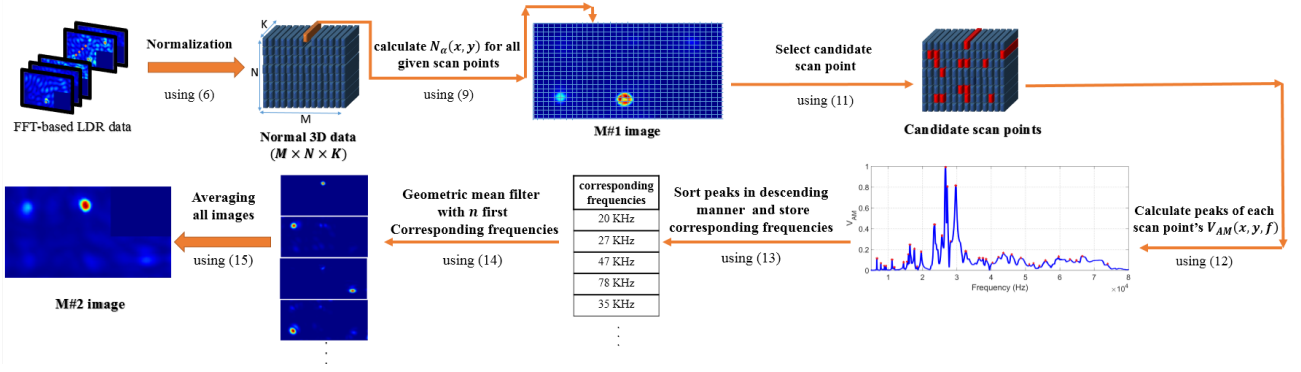 FFT-based LDR data
Normalization
using (6)
K
N
M
Normal 3D data
(M × N × K)
calculate Nα(x, y) for all
given scan points
using (9)
M#1 image
Select candidate
scan point
using (11)
Candidate scan points
Calculate peaks of each
scan point's VAM(x, y, f)
using (12)
VAM
1
0.8
0.6
0.4
0.2
0
1
2
3
4
5
6
7
8
Frequency (Hz)
×10⁴
Sort peaks in descending
manner and store
corresponding frequencies
using (13)
corresponding
frequencies
20 KHz
27 KHz
47 KHz
78 KHz
35 KHz
Geometric mean filter
with n first
Corresponding frequencies
using (14)
Averaging
all images
using (15)
M#2 image